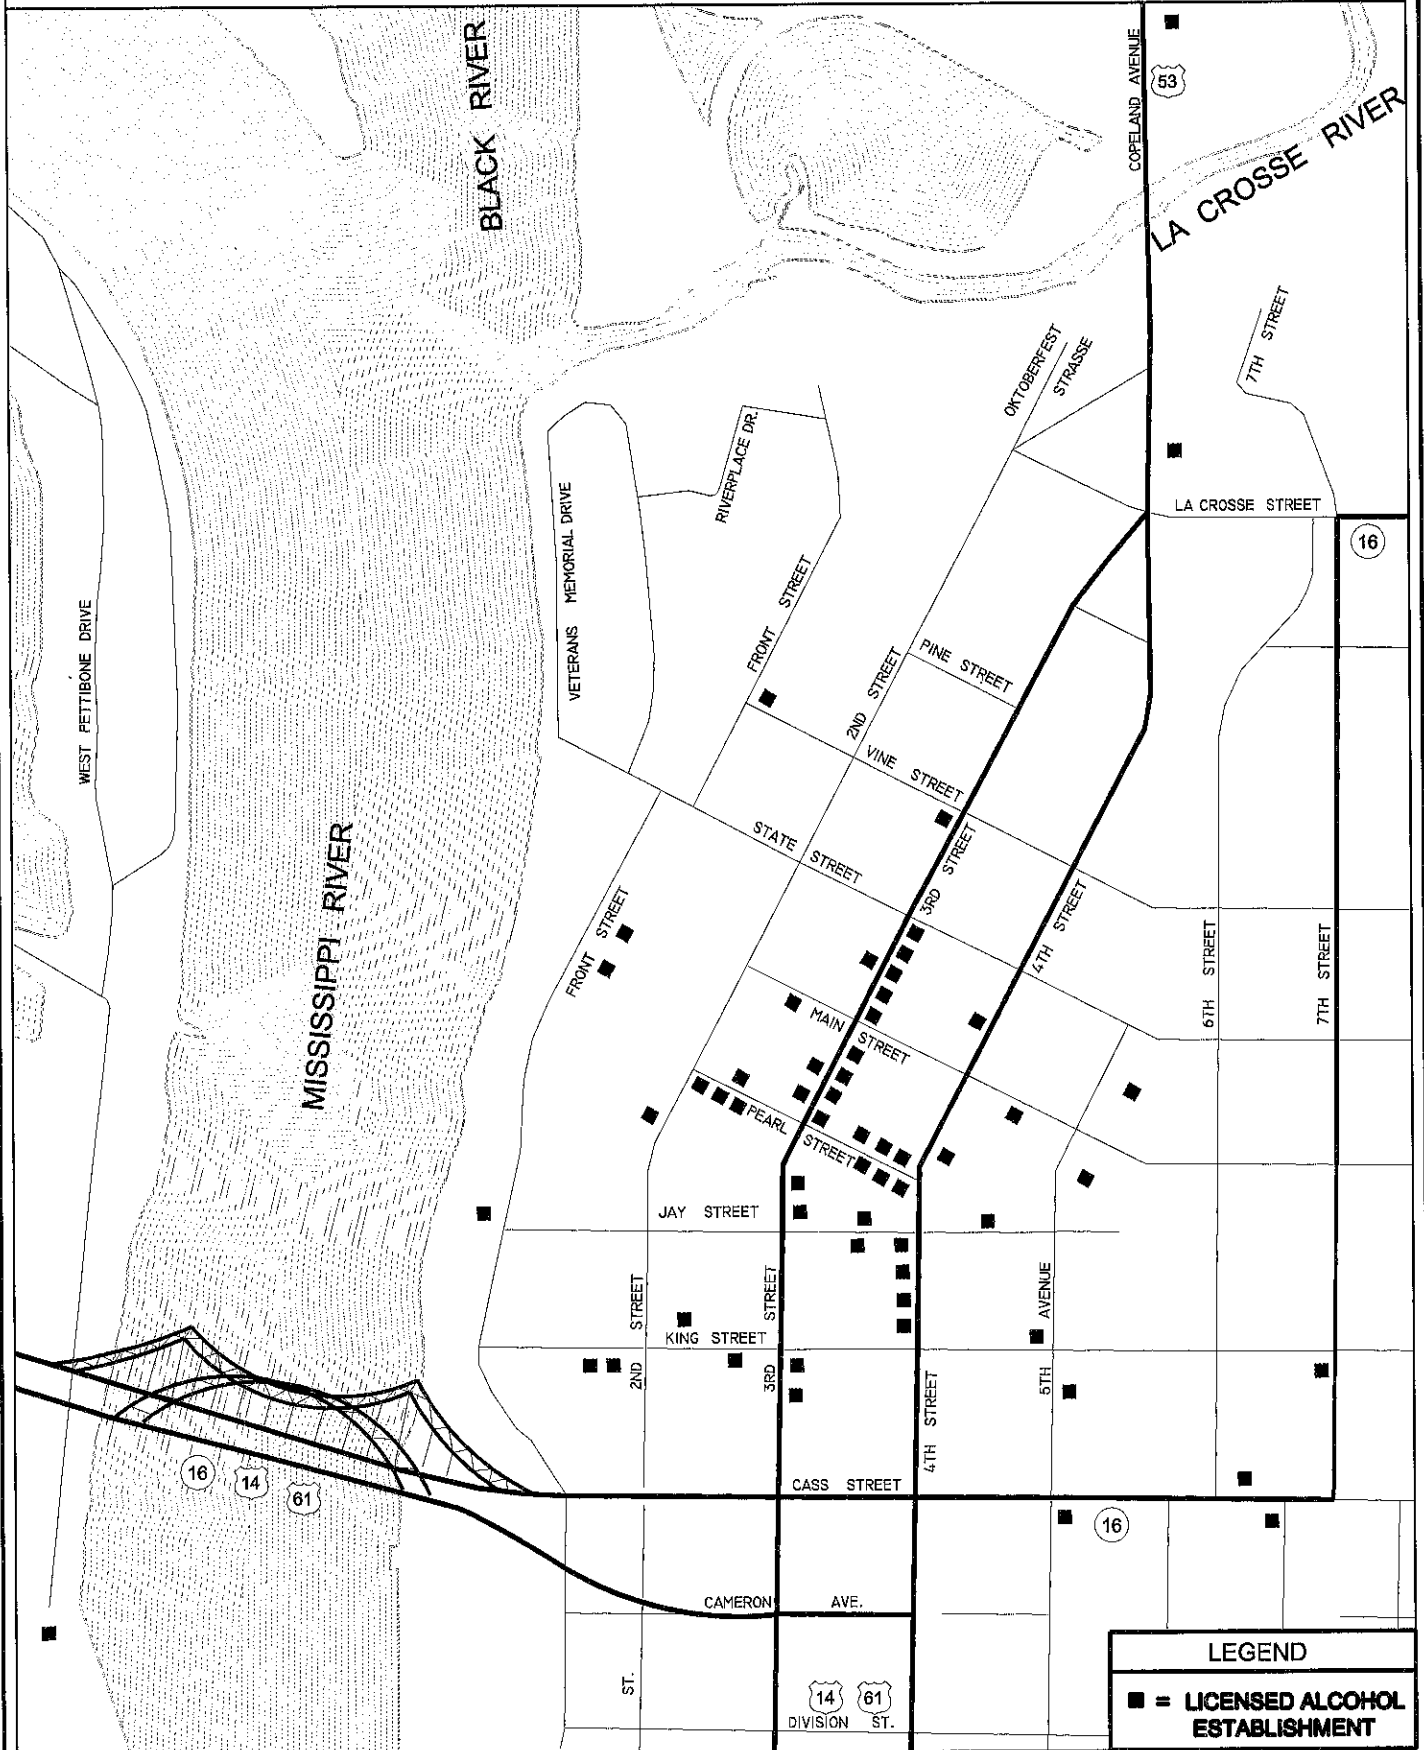 BLACK RIVER
COPELAND AVENUE
53
LA CROSSE RIVER
7TH STREET
OKTOBERFEST
STRASSE
RIVERPLACE DR.
VETERANS MEMORIAL DRIVE
LA CROSSE STREET
16
WEST PETTIBONE DRIVE
FRONT STREET
2ND STREET
PINE STREET
VINE STREET
STATE STREET
3RD STREET
4TH STREET
MISSISSIPPI RIVER
FRONT STREET
6TH STREET
7TH STREET
MAIN STREET
PEARL STREET
JAY STREET
2ND STREET
KING STREET
3RD STREET
5TH AVENUE
4TH STREET
16
14
61
CASS STREET
16
CAMERON AVE.
ST.
14
61
DIVISION ST.
LEGEND
= LICENSED ALCOHOL
ESTABLISHMENT